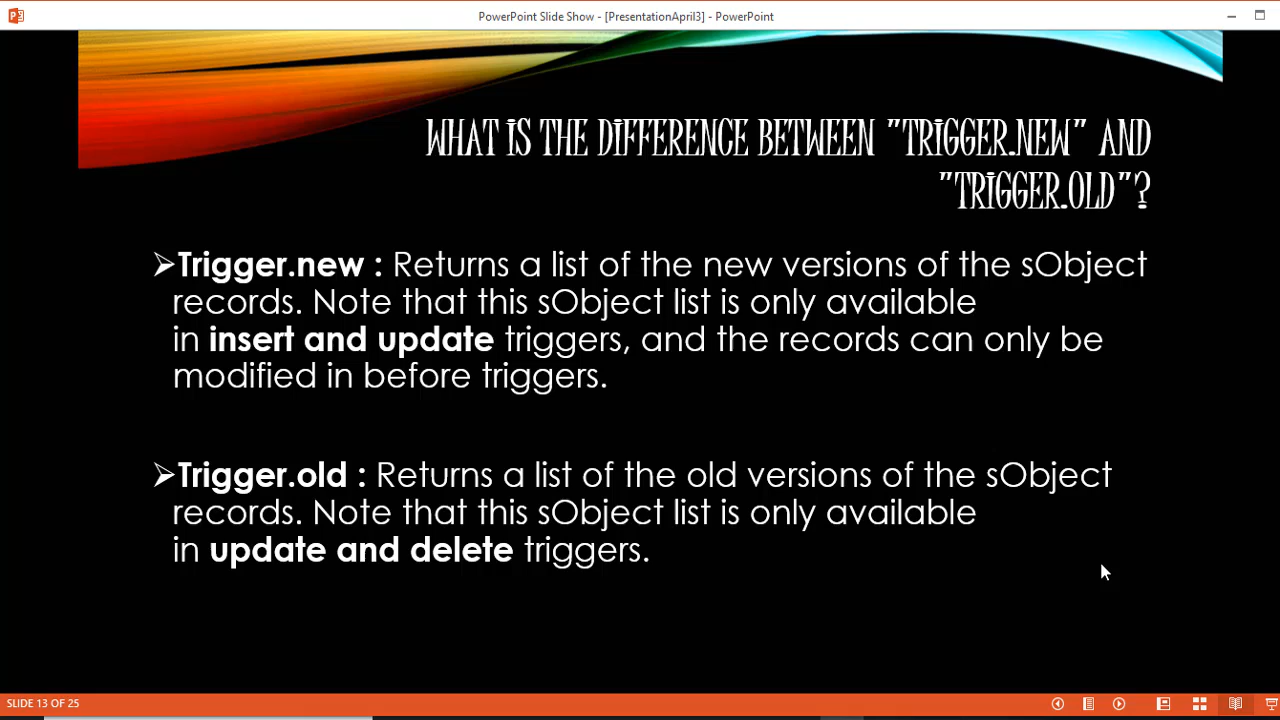 PowerPoint Slide Show - [PresentationApril3] - PowerPoint
WHAT IS THE DIFFERENCE BETWEEN "TRIGGER.NEW" AND
"TRIGGER.OLD"?
➢Trigger.new : Returns a list of the new versions of the sObject
records. Note that this sObject list is only available
in insert and update triggers, and the records can only be
modified in before triggers.
➢Trigger.old : Returns a list of the old versions of the sObject
records. Note that this sObject list is only available
in update and delete triggers.
SLIDE 13 OF 25